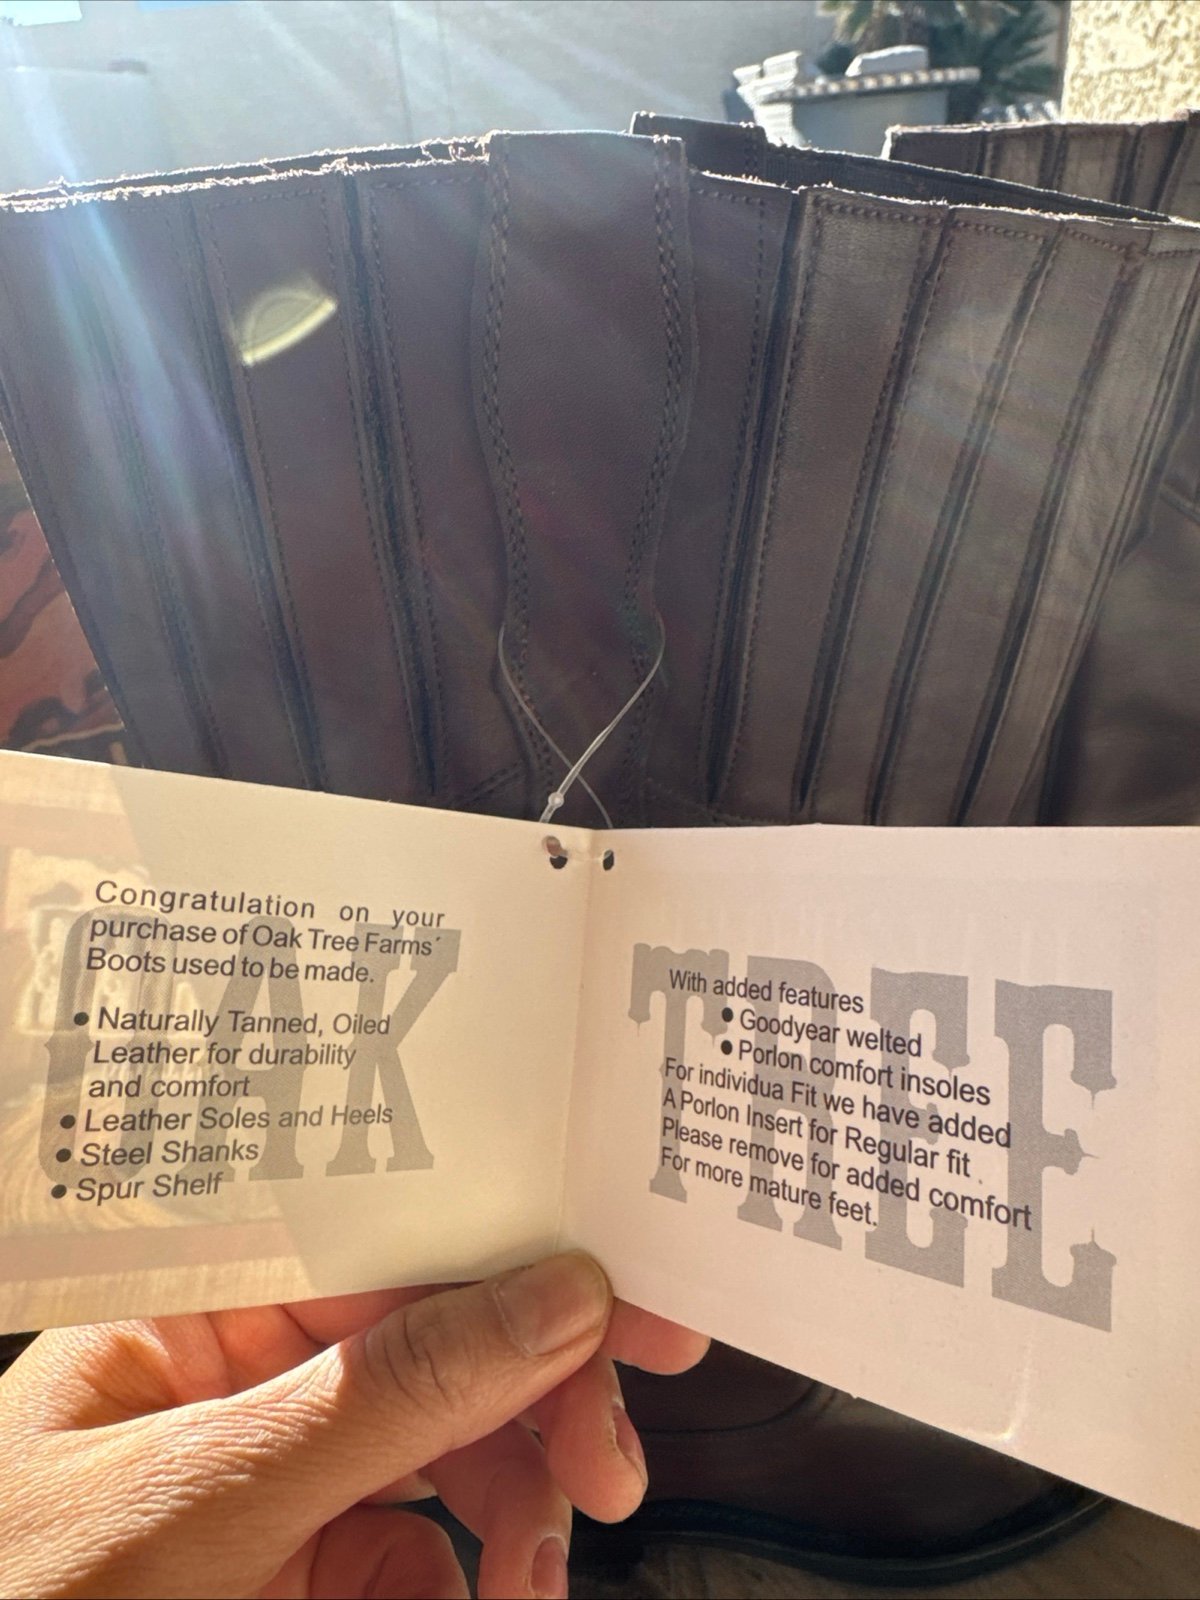 OAK
Congratulation on your
purchase of Oak Tree Farms´
Boots used to be made.
● Naturally Tanned, Oiled
Leather for durability
and comfort
● Leather Soles and Heels
● Steel Shanks
● Spur Shelf
TREE
With added features
● Goodyear welted
● Porlon comfort insoles
For individua Fit we have added
A Porlon Insert for Regular fit .
Please remove for added comfort
For more mature feet.